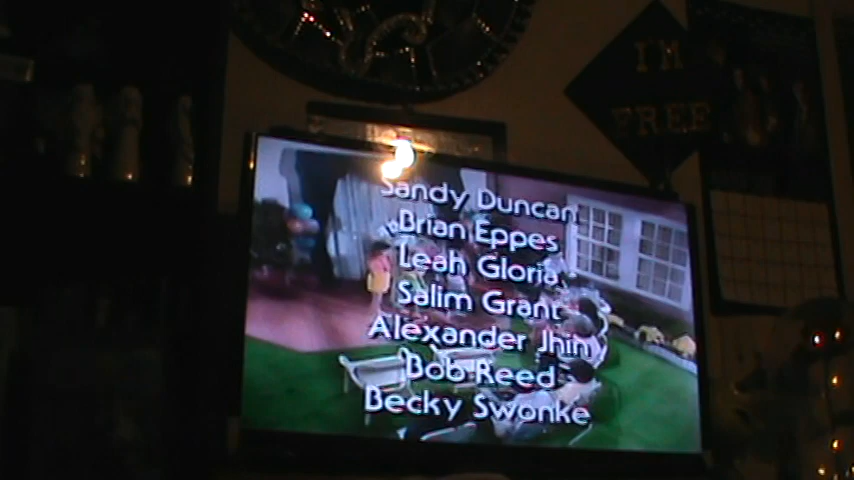 I'M
FREE
Sandy Duncan
Brian Eppes
Leah Gloria
Salim Grant
Alexander Jhin
Bob Reed
Becky Swonke